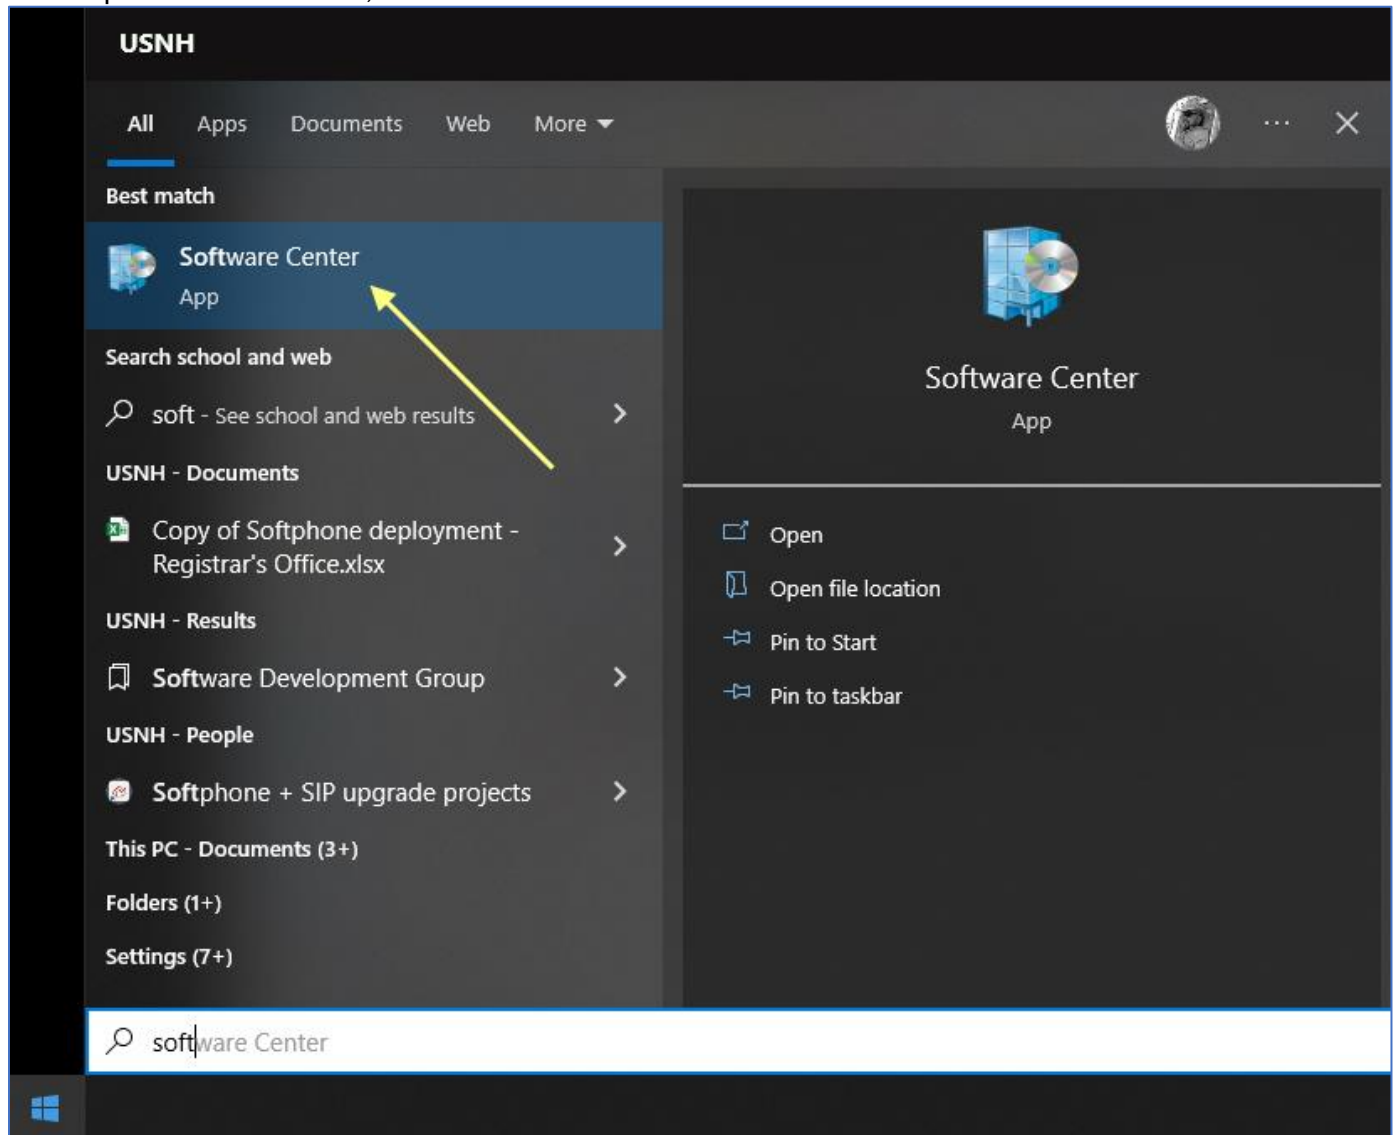 USNH
All Apps Documents Web More
Best match
Software Center
App
Search school and web
soft - See school and web results
USNH - Documents
Copy of Softphone deployment -
Registrar's Office.xlsx
USNH - Results
Software Development Group
USNH - People
Softphone + SIP upgrade projects
This PC - Documents (3+)
Folders (1+)
Settings (7+)
Software Center
App
Open
Open file location
Pin to Start
Pin to taskbar
software Center